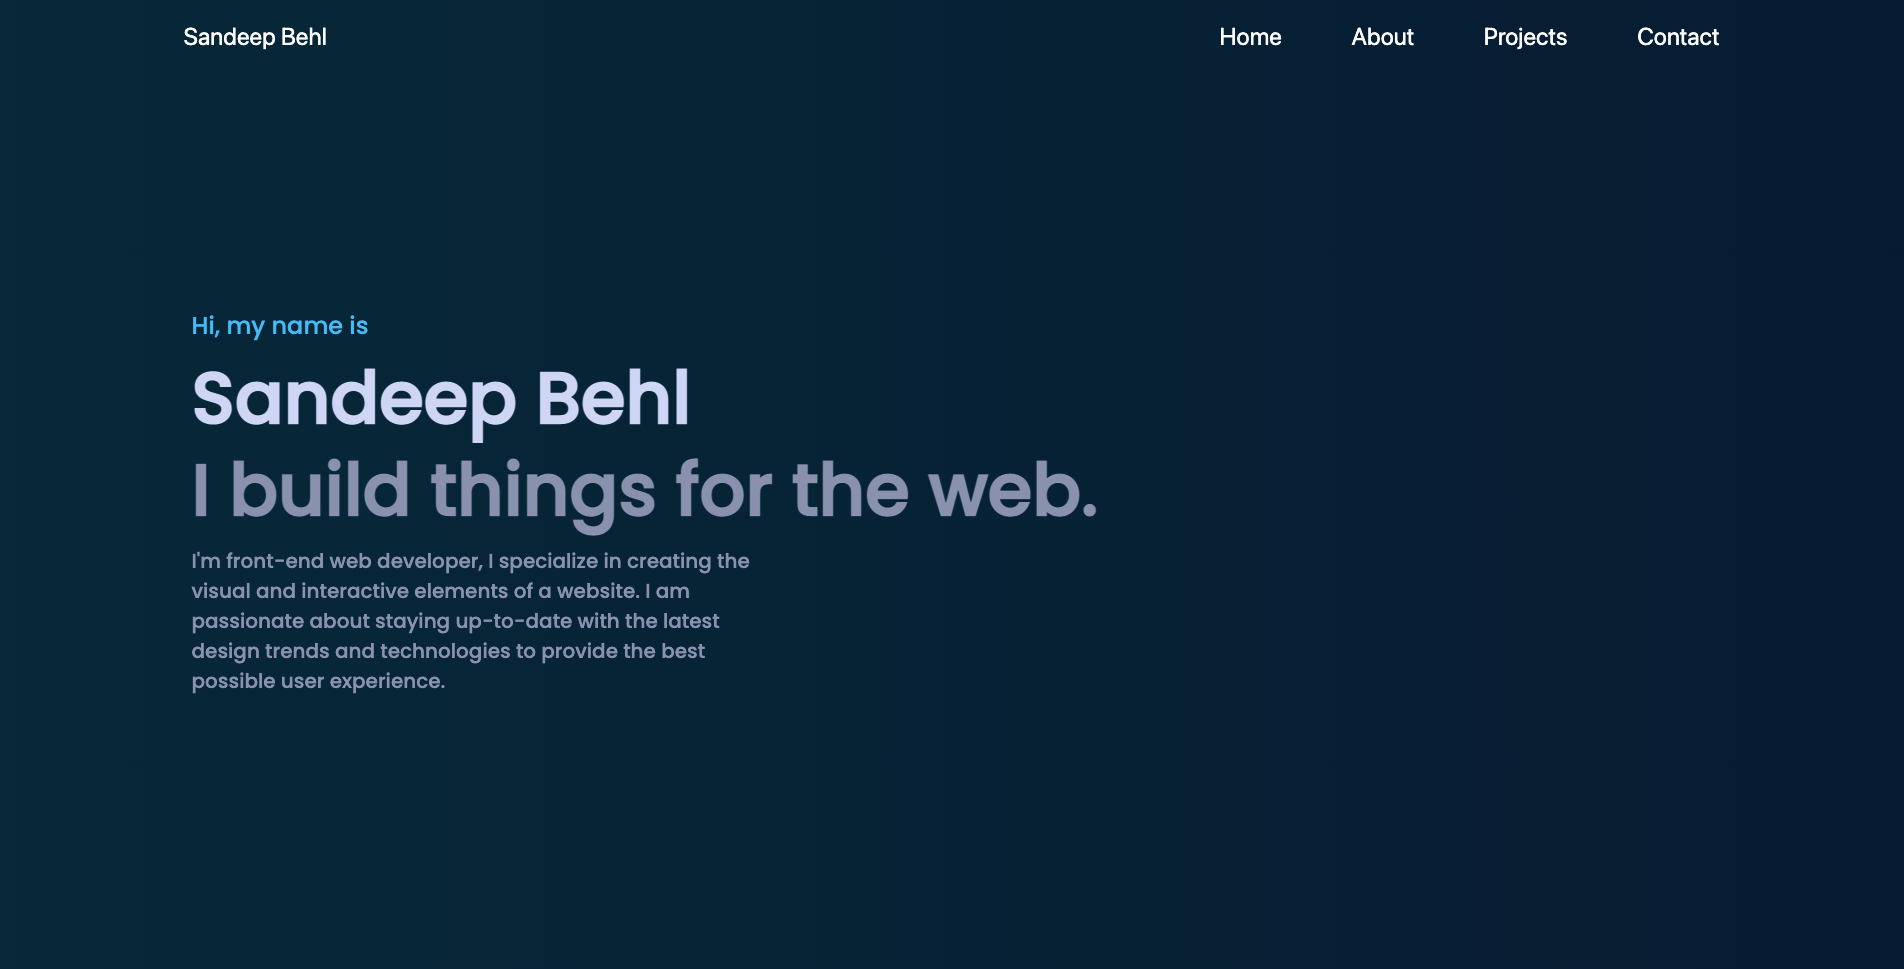 Sandeep Behl
Home
About
Projects
Contact
Hi, my name is
Sandeep Behl
I build things for the web.
I'm front-end web developer, I specialize in creating the
visual and interactive elements of a website. I am
passionate about staying up-to-date with the latest
design trends and technologies to provide the best
possible user experience.